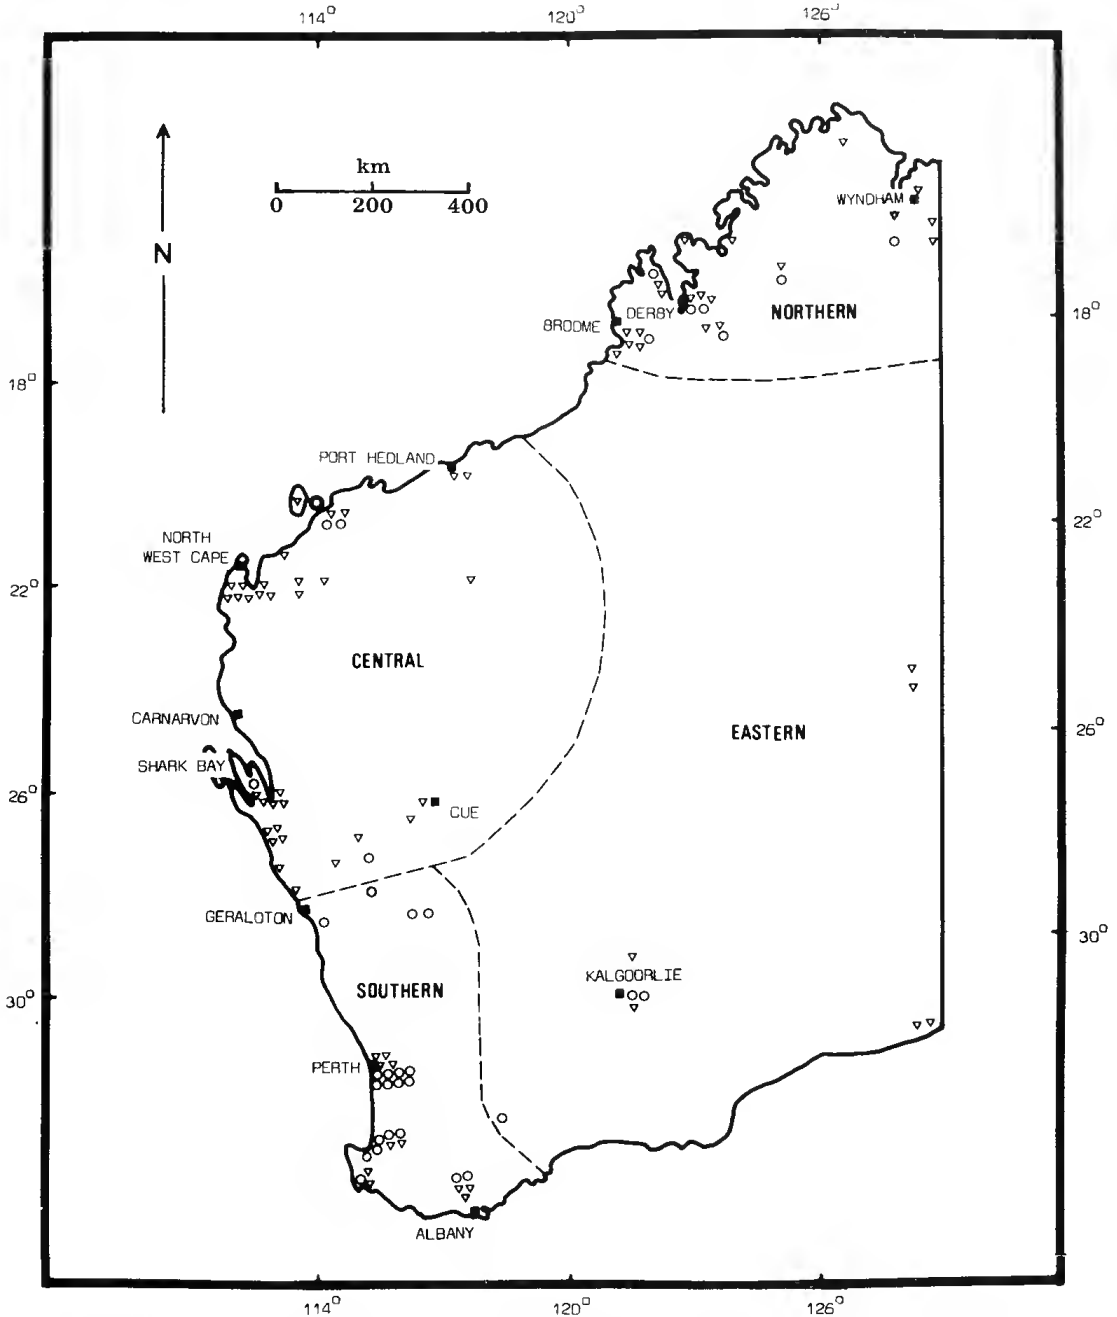 114° 120° 126°
km
0 200 400
N
WYNDHAM
NORTHERN
DERBY
BRODME
18°
18°
PORT HEDLAND
NORTH
WEST CAPE
22°
22°
CENTRAL
CARNARVON
EASTERN
26°
SHARK BAY
26°
CUE
GERALDTON
30°
KALGOORLIE
SOUTHERN
30°
PERTH
ALBANY
114° 120° 126°